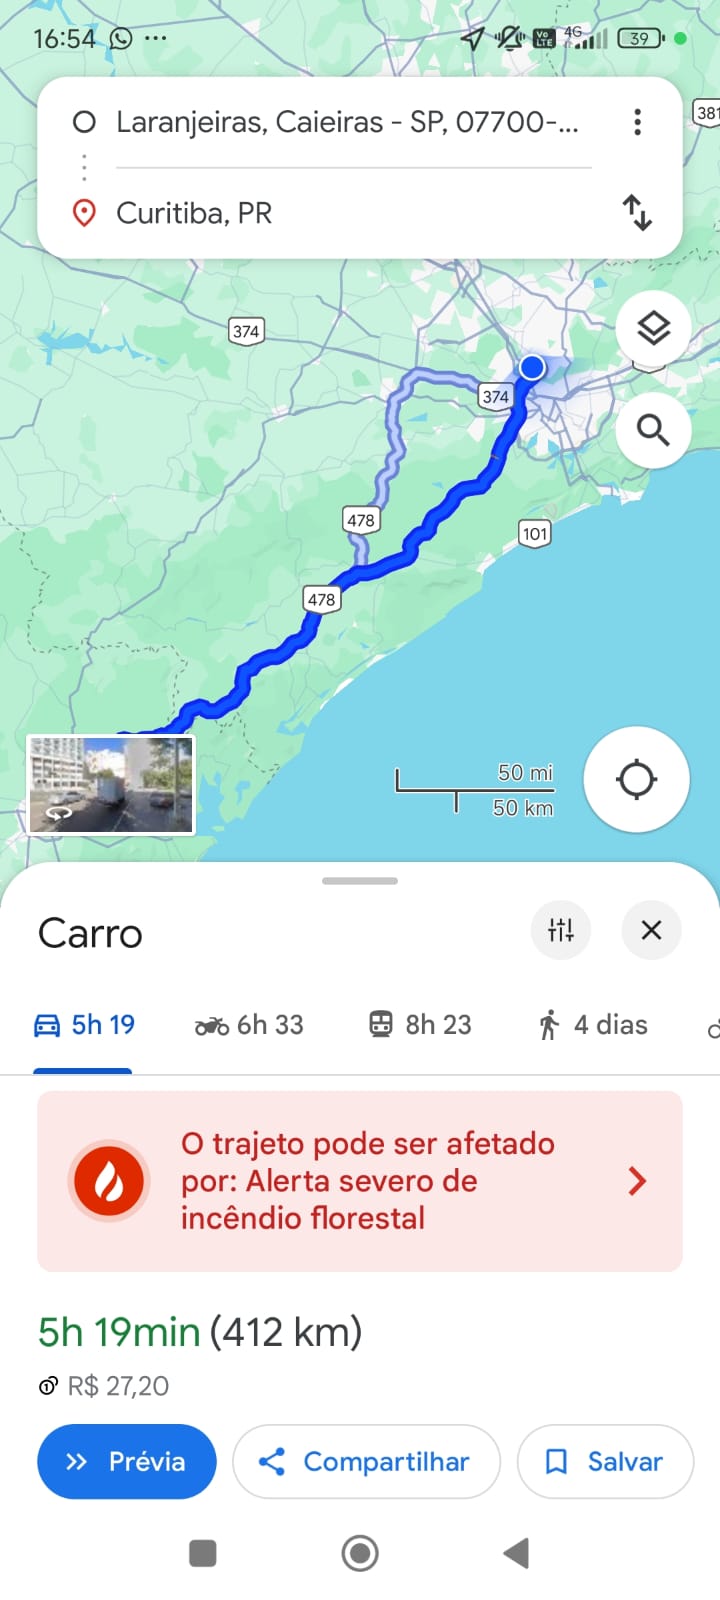 16:54
Vo LTE 4G 39
Laranjeiras, Caieiras - SP, 07700-...
Curitiba, PR
381
374
374
478
101
478
50 mi
50 km
Carro
5h 19
6h 33
8h 23
4 dias
O trajeto pode ser afetado
por: Alerta severo de
incêndio florestal
5h 19min (412 km)
R$ 27,20
Prévia
Compartilhar
Salvar